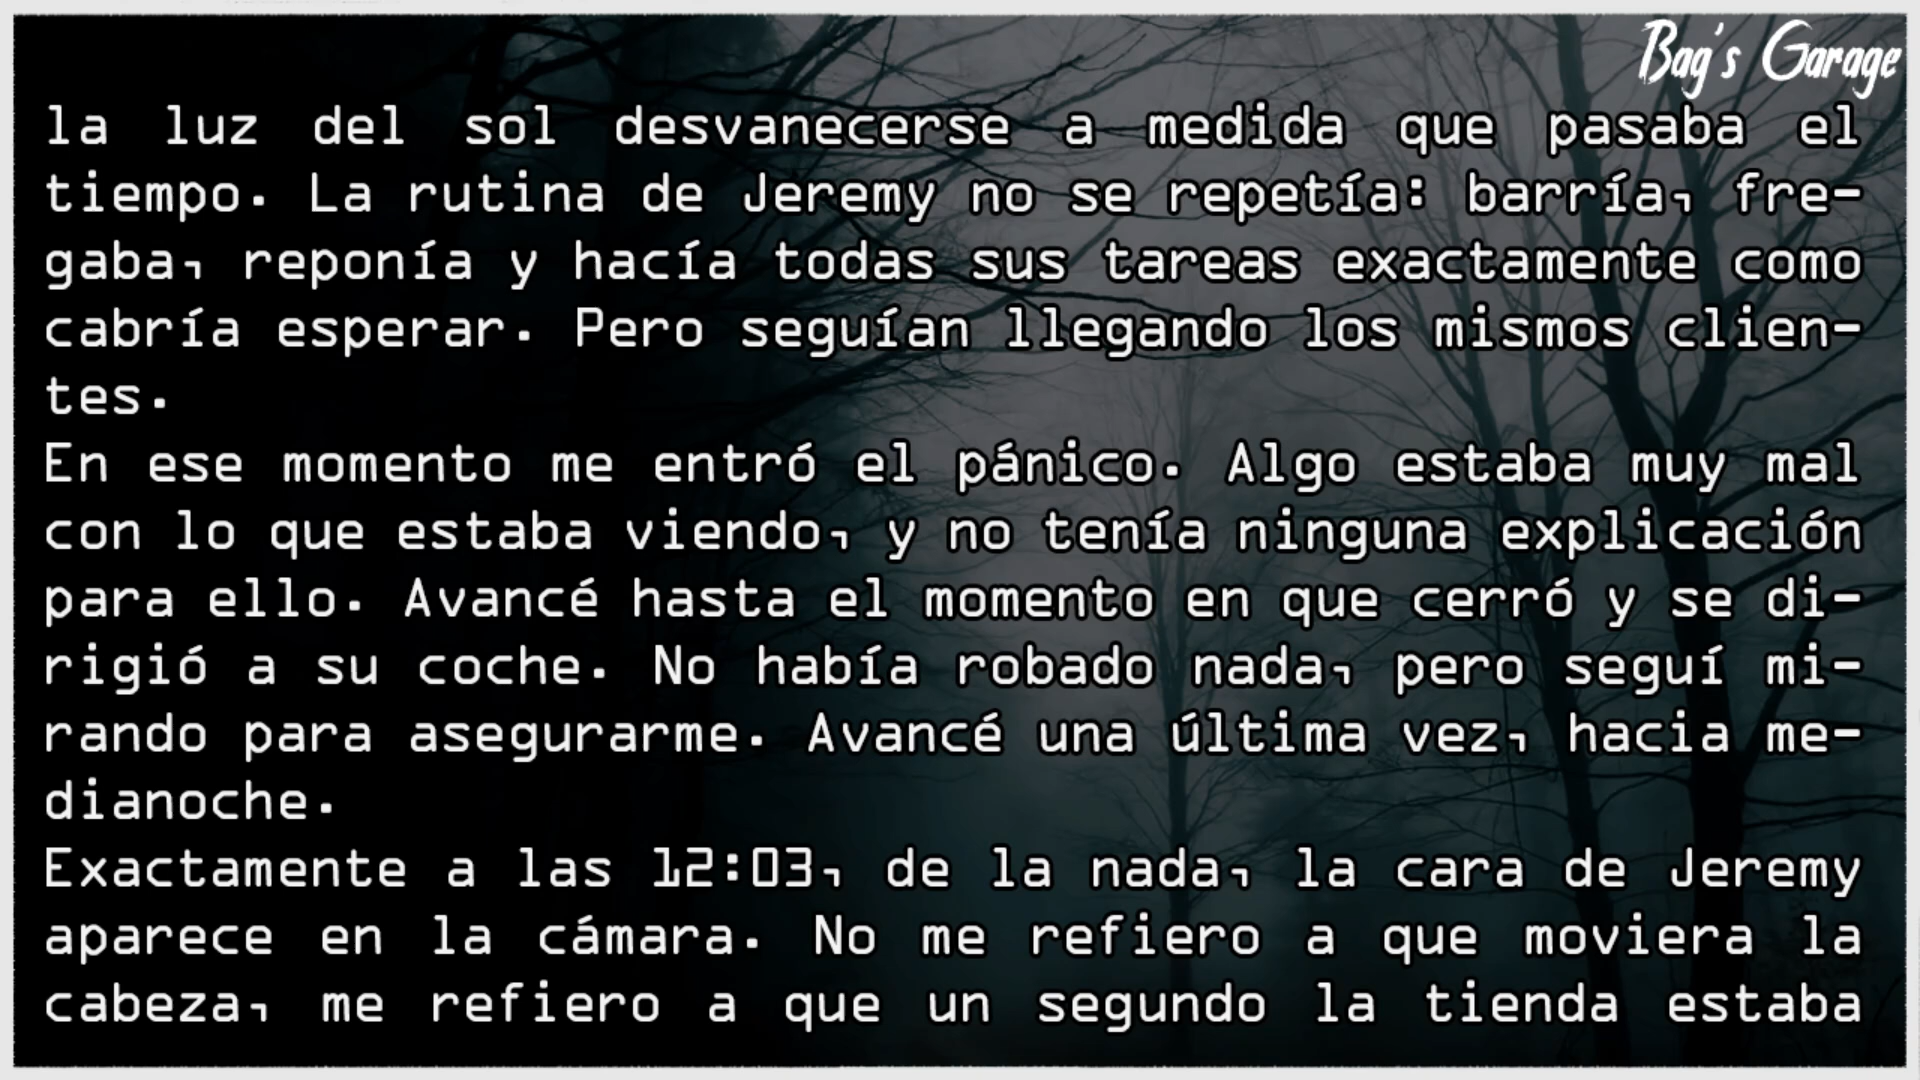 Bag's Garage
la luz del sol desvanecerse a medida que pasaba el
tiempo. La rutina de Jeremy no se repetía: barría, fre-
gaba, reponía y hacía todas sus tareas exactamente como
cabría esperar. Pero seguían llegando los mismos clien-
tes.
En ese momento me entró el pánico. Algo estaba muy mal
con lo que estaba viendo, y no tenía ninguna explicación
para ello. Avancé hasta el momento en que cerró y se di-
rigió a su coche. No había robado nada, pero seguí mi-
rando para asegurarme. Avancé una última vez, hacia me-
dianoche.
Exactamente a las 12:03, de la nada, la cara de Jeremy
aparece en la cámara. No me refiero a que moviera la
cabeza, me refiero a que un segundo la tienda estaba